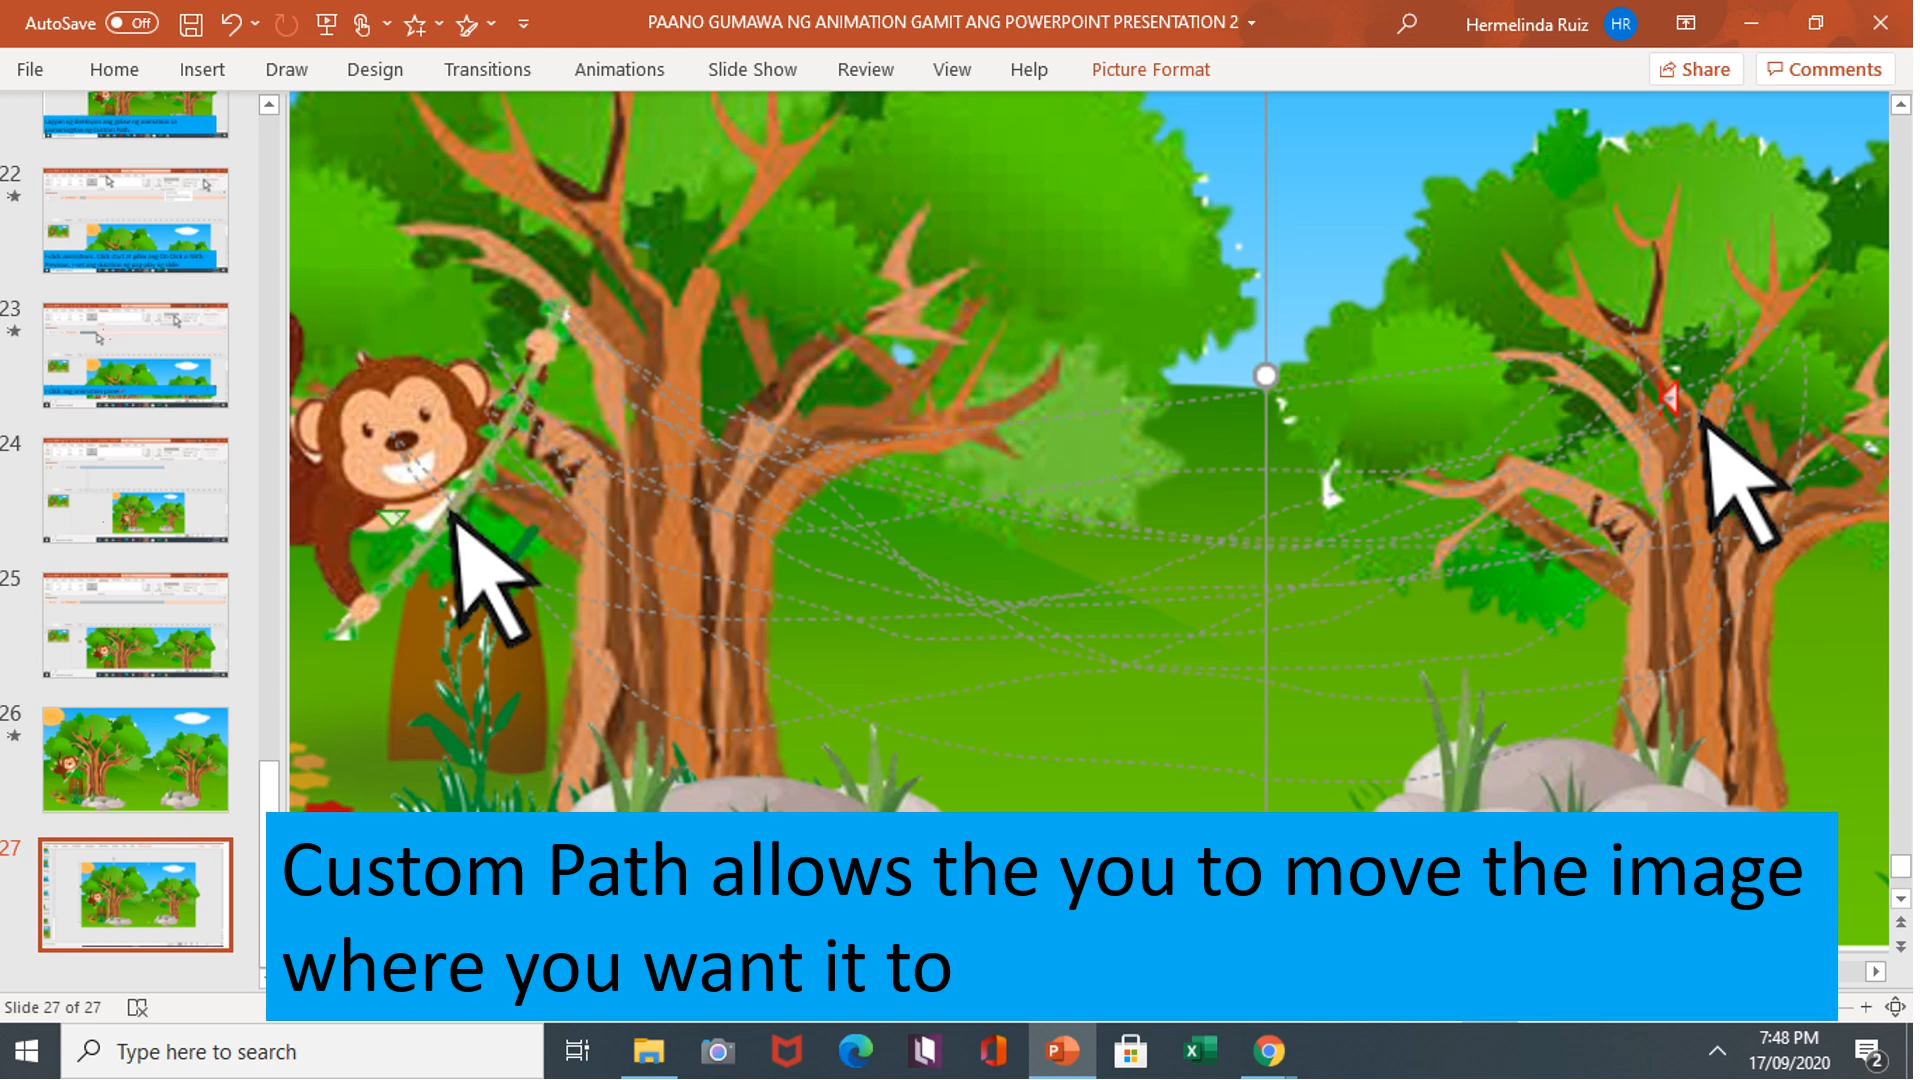 AutoSave Off PAANO GUMAWA NG ANIMATION GAMIT ANG POWERPOINT PRESENTATION 2 Hermelinda Ruiz HR
File Home Insert Draw Design Transitions Animations Slide Show Review View Help Picture Format Share Comments
22
23
24
25
26
27
Custom Path allows the you to move the image
where you want it to
Slide 27 of 27
Type here to search
7:48 PM
17/09/2020
2